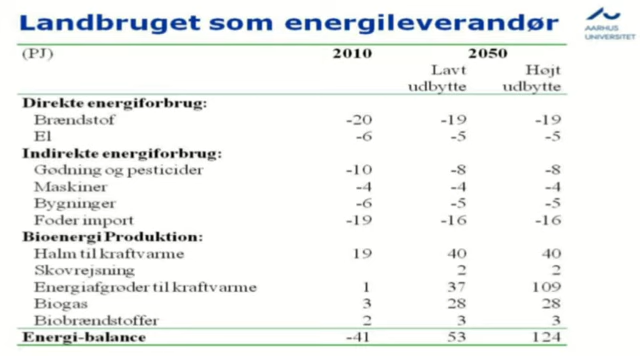 Landbruget som energileverandør
AARHUS
UNIVERSITET
(PJ) 2010 2050
Lavt Højt
udbytte udbytte
Direkte energiforbrug:
Brændstof -20 -19 -19
El -6 -5 -5
Indirekte energiforbrug:
Gødning og pesticider -10 -8 -8
Maskiner -4 -4 -4
Bygninger -6 -5 -5
Foder import -19 -16 -16
Bioenergi Produktion:
Halm til kraftvarme 19 40 40
Skovrejsning 2 2
Energiafgrøder til kraftvarme 1 37 109
Biogas 3 28 28
Biobrændstoffer 2 3 3
Energi-balance -41 53 124